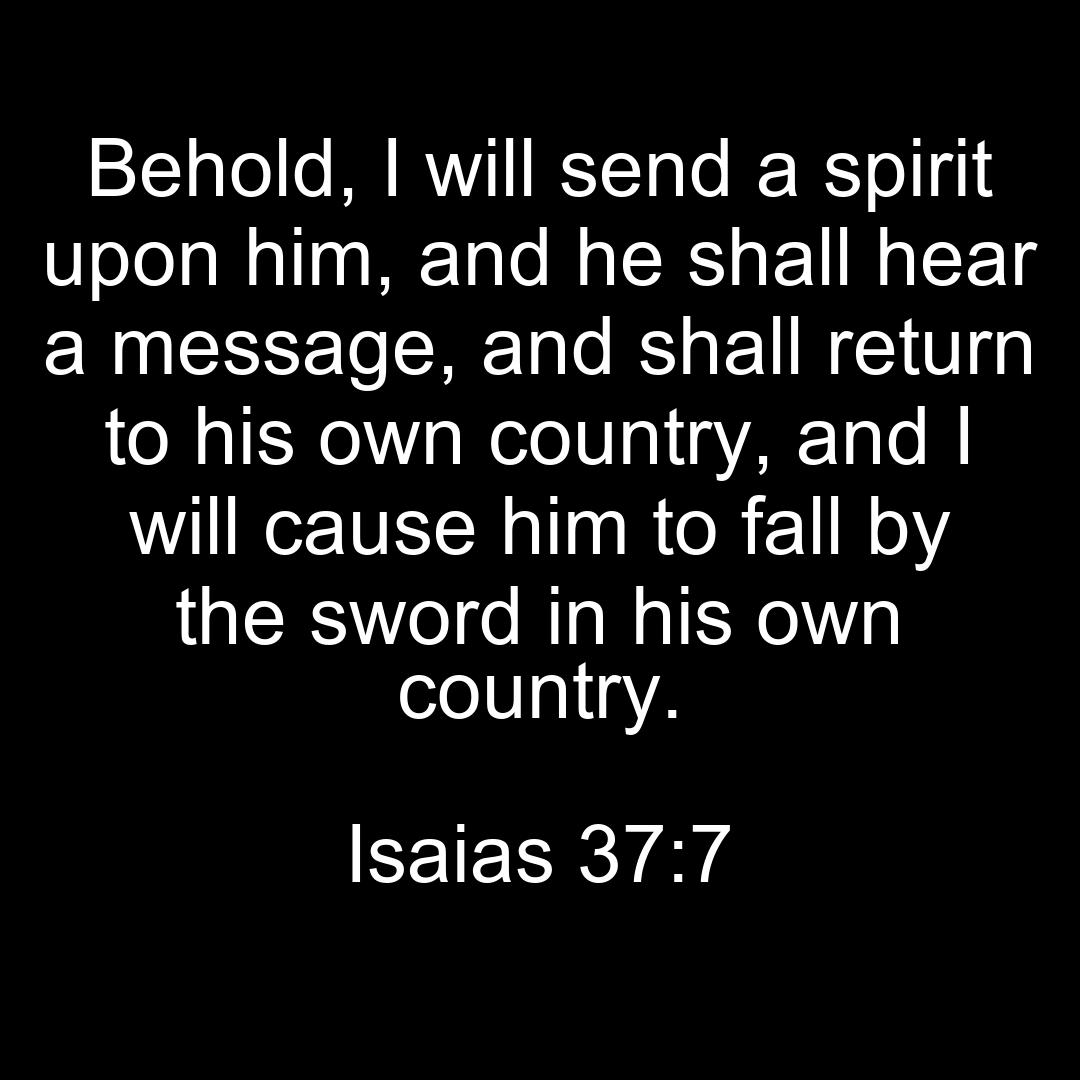 Behold, I will send a spirit
upon him, and he shall hear
a message, and shall return
to his own country, and I
will cause him to fall by
the sword in his own
country.
Isaias 37:7